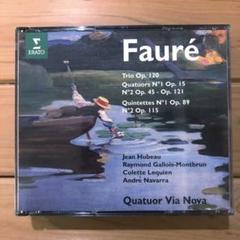 ERATO
Fauré
Trio Op. 120
Quatuors N°1 Op. 15
N°2 Op. 45 - Op. 121
Quintettes N°1 Op. 89
N°2 Op. 115
Jean Hubeau
Raymond Gallois-Montbrun
Colette Lequien
André Navarra
Quatuor Via Nova